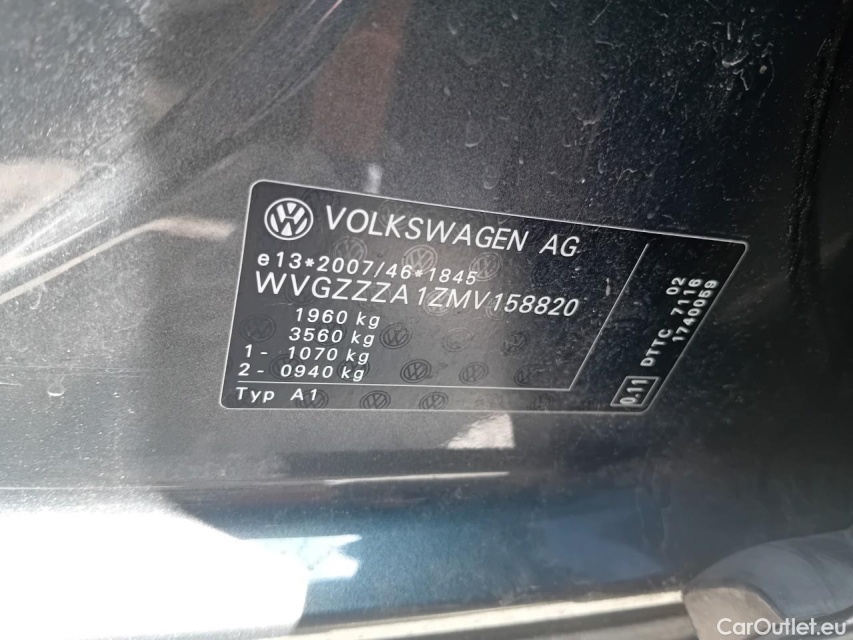 VOLKSWAGEN AG
e13*2007/46*1845
WVGZZZA1ZMV158820
1960 kg
3560 kg
1 - 1070 kg
2 - 0940 kg
Typ A1
02
DTTC 7116
1740059
0.11
CarOutlet.eu